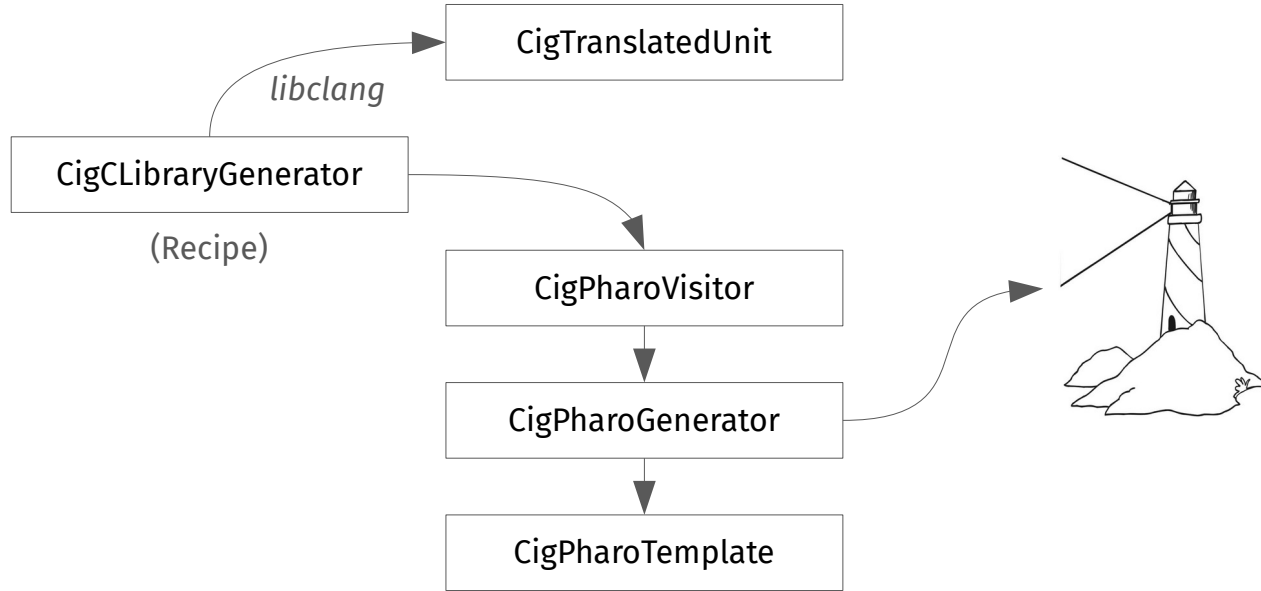 CigTranslatedUnit
libclang
CigCLibraryGenerator
(Recipe)
CigPharoVisitor
CigPharoGenerator
CigPharoTemplate